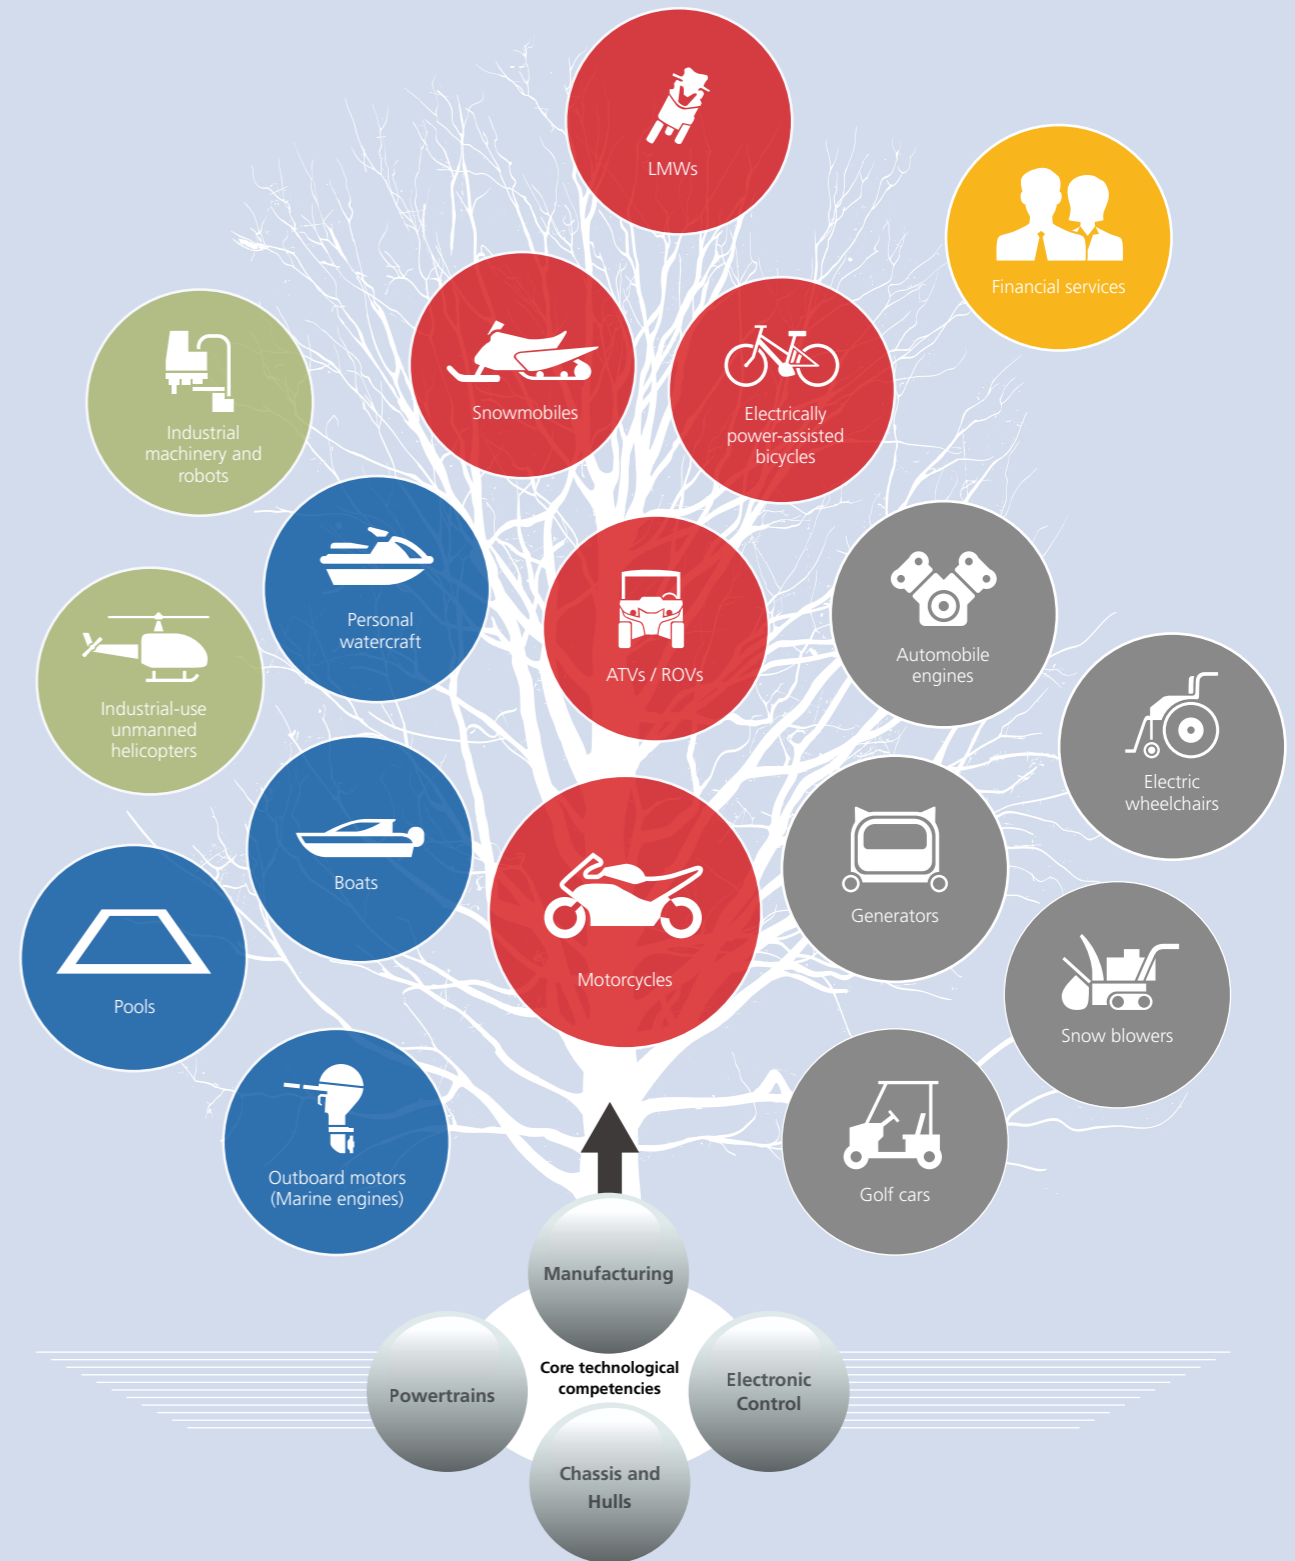 LMWs
Financial services
Snowmobiles
Electrically
power-assisted
bicycles
Industrial
machinery and
robots
Personal
watercraft
ATVs / ROVs
Automobile
engines
Industrial-use
unmanned
helicopters
Electric
wheelchairs
Boats
Generators
Motorcycles
Pools
Snow blowers
Outboard motors
(Marine engines)
Golf cars
Manufacturing
Core technological
competencies
Powertrains
Electronic
Control
Chassis and
Hulls